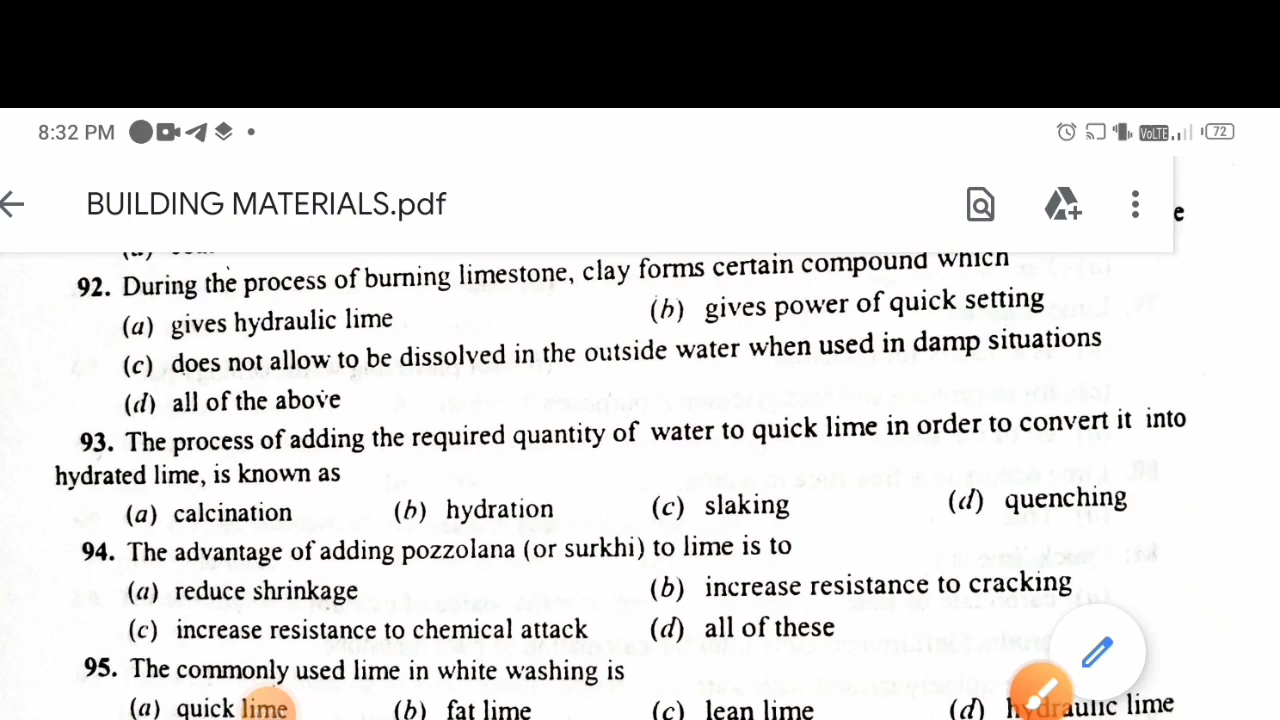 8:32 PM
VoLTE 72
BUILDING MATERIALS.pdf
e
92. During the process of burning limestone, clay forms certain compound which
(a) gives hydraulic lime (b) gives power of quick setting
(c) does not allow to be dissolved in the outside water when used in damp situations
(d) all of the above
93. The process of adding the required quantity of water to quick lime in order to convert it into
hydrated lime, is known as
(a) calcination (b) hydration (c) slaking (d) quenching
94. The advantage of adding pozzolana (or surkhi) to lime is to
(a) reduce shrinkage (b) increase resistance to cracking
(c) increase resistance to chemical attack (d) all of these
95. The commonly used lime in white washing is
(a) quick lime (b) fat lime (c) lean lime (d) hydraulic lime